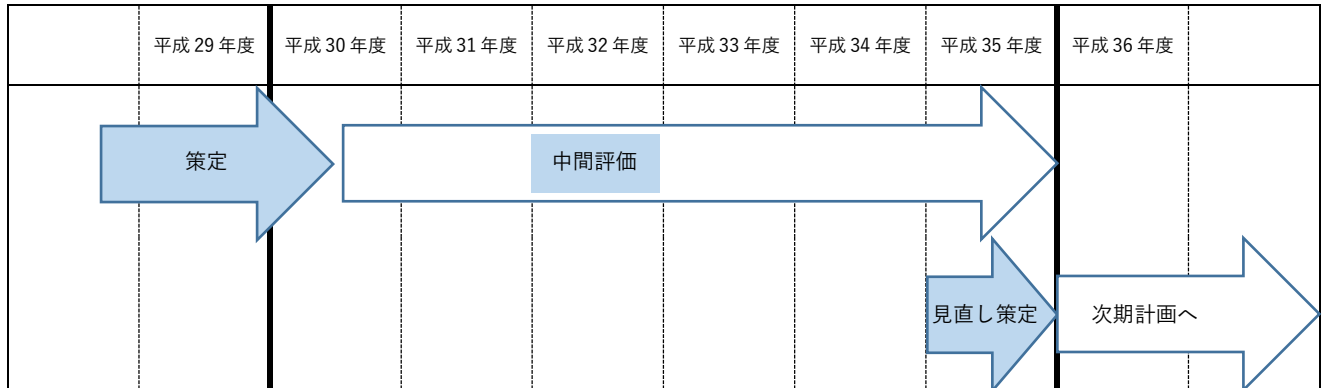 平成 29 年度 平成 30 年度 平成 31 年度 平成 32 年度 平成 33 年度 平成 34 年度 平成 35 年度 平成 36 年度
策定 中間評価
見直し策定 次期計画へ